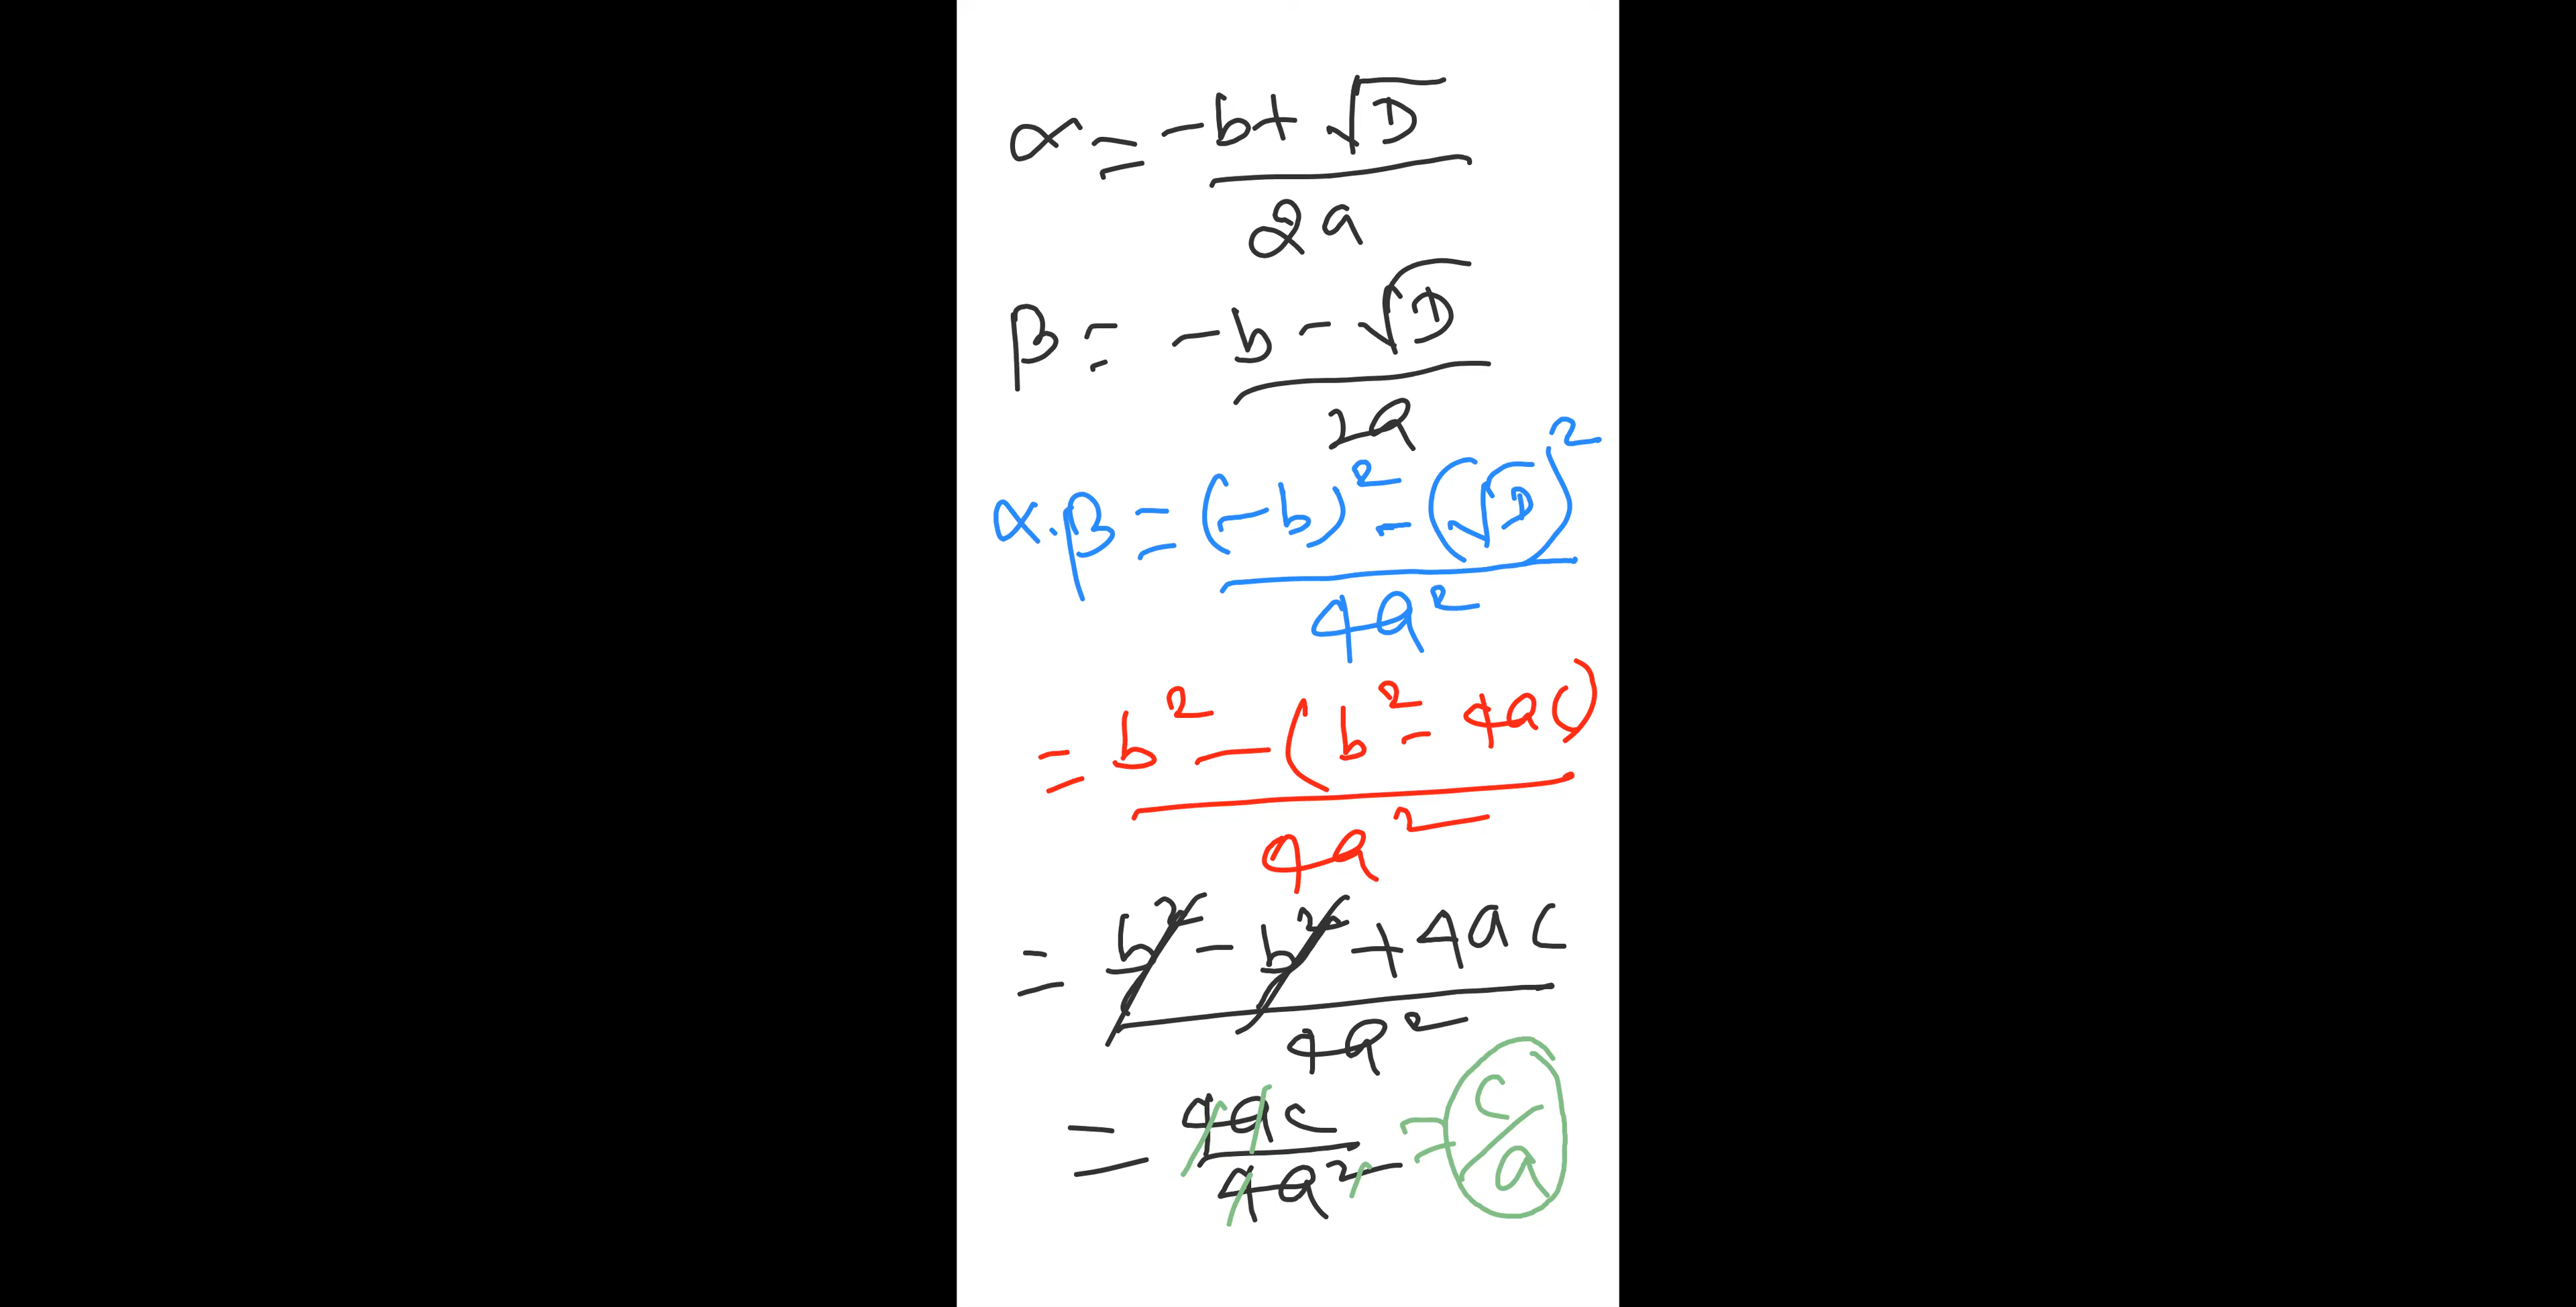 α = -b + √D / 2a
β = -b - √D / 2a
α.β = (-b)² - (√D)² / 4a²
= b² - (b² - 4ac) / 4a²
= b² - b² + 4ac / 4a²
= 4ac / 4a² = c/a